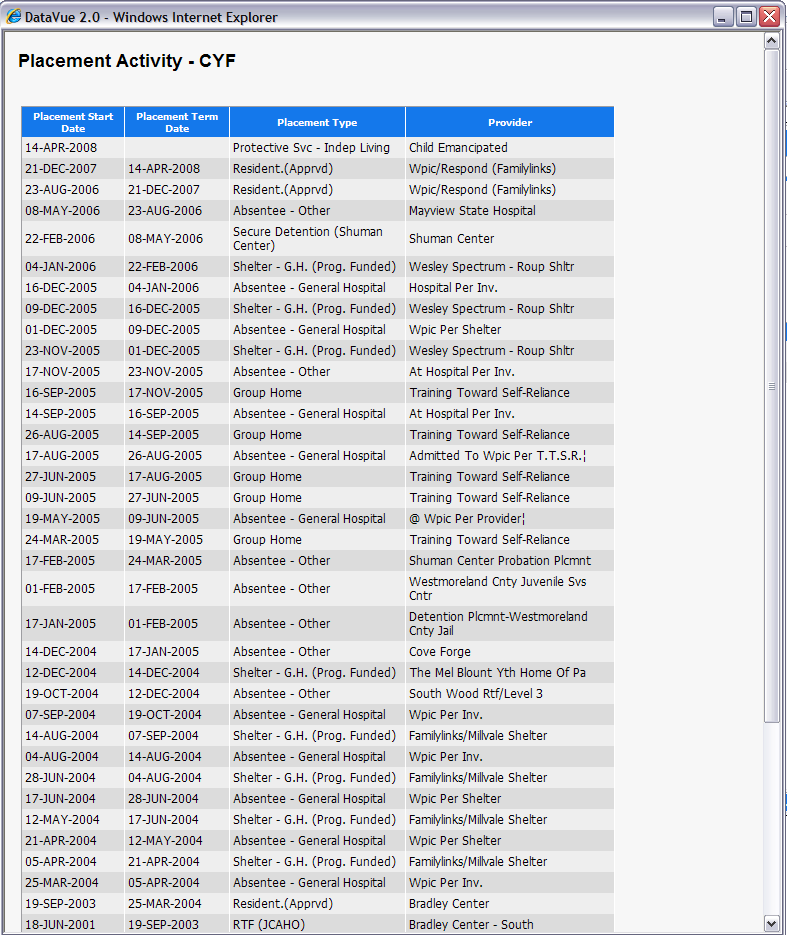 DataVue 2.0 - Windows Internet Explorer
Placement Activity - CYF
Placement Start Date Placement Term Date Placement Type Provider
14-APR-2008 Protective Svc - Indep Living Child Emancipated
21-DEC-2007 14-APR-2008 Resident.(Apprvd) Wpic/Respond (Familylinks)
23-AUG-2006 21-DEC-2007 Resident.(Apprvd) Wpic/Respond (Familylinks)
08-MAY-2006 23-AUG-2006 Absentee - Other Mayview State Hospital
22-FEB-2006 08-MAY-2006 Secure Detention (Shuman Center) Shuman Center
04-JAN-2006 22-FEB-2006 Shelter - G.H. (Prog. Funded) Wesley Spectrum - Roup Shltr
16-DEC-2005 04-JAN-2006 Absentee - General Hospital Hospital Per Inv.
09-DEC-2005 16-DEC-2005 Shelter - G.H. (Prog. Funded) Wesley Spectrum - Roup Shltr
01-DEC-2005 09-DEC-2005 Absentee - General Hospital Wpic Per Shelter
23-NOV-2005 01-DEC-2005 Shelter - G.H. (Prog. Funded) Wesley Spectrum - Roup Shltr
17-NOV-2005 23-NOV-2005 Absentee - Other At Hospital Per Inv.
16-SEP-2005 17-NOV-2005 Group Home Training Toward Self-Reliance
14-SEP-2005 16-SEP-2005 Absentee - General Hospital At Hospital Per Inv.
26-AUG-2005 14-SEP-2005 Group Home Training Toward Self-Reliance
17-AUG-2005 26-AUG-2005 Absentee - General Hospital Admitted To Wpic Per T.T.S.R.¦
27-JUN-2005 17-AUG-2005 Group Home Training Toward Self-Reliance
09-JUN-2005 27-JUN-2005 Group Home Training Toward Self-Reliance
19-MAY-2005 09-JUN-2005 Absentee - General Hospital @ Wpic Per Provider¦
24-MAR-2005 19-MAY-2005 Group Home Training Toward Self-Reliance
17-FEB-2005 24-MAR-2005 Absentee - Other Shuman Center Probation Plcmnt
01-FEB-2005 17-FEB-2005 Absentee - Other Westmoreland Cnty Juvenile Svs Cntr
17-JAN-2005 01-FEB-2005 Absentee - Other Detention Plcmnt-Westmoreland Cnty Jail
14-DEC-2004 17-JAN-2005 Absentee - Other Cove Forge
12-DEC-2004 14-DEC-2004 Shelter - G.H. (Prog. Funded) The Mel Blount Yth Home Of Pa
19-OCT-2004 12-DEC-2004 Absentee - Other South Wood Rtf/Level 3
07-SEP-2004 19-OCT-2004 Absentee - General Hospital Wpic Per Inv.
14-AUG-2004 07-SEP-2004 Shelter - G.H. (Prog. Funded) Familylinks/Millvale Shelter
04-AUG-2004 14-AUG-2004 Absentee - General Hospital Wpic Per Inv.
28-JUN-2004 04-AUG-2004 Shelter - G.H. (Prog. Funded) Familylinks/Millvale Shelter
17-JUN-2004 28-JUN-2004 Absentee - General Hospital Wpic Per Shelter
12-MAY-2004 17-JUN-2004 Shelter - G.H. (Prog. Funded) Familylinks/Millvale Shelter
21-APR-2004 12-MAY-2004 Absentee - General Hospital Wpic Per Shelter
05-APR-2004 21-APR-2004 Shelter - G.H. (Prog. Funded) Familylinks/Millvale Shelter
25-MAR-2004 05-APR-2004 Absentee - General Hospital Wpic Per Inv.
19-SEP-2003 25-MAR-2004 Resident.(Apprvd) Bradley Center
18-JUN-2001 19-SEP-2003 RTF (JCAHO) Bradley Center - South